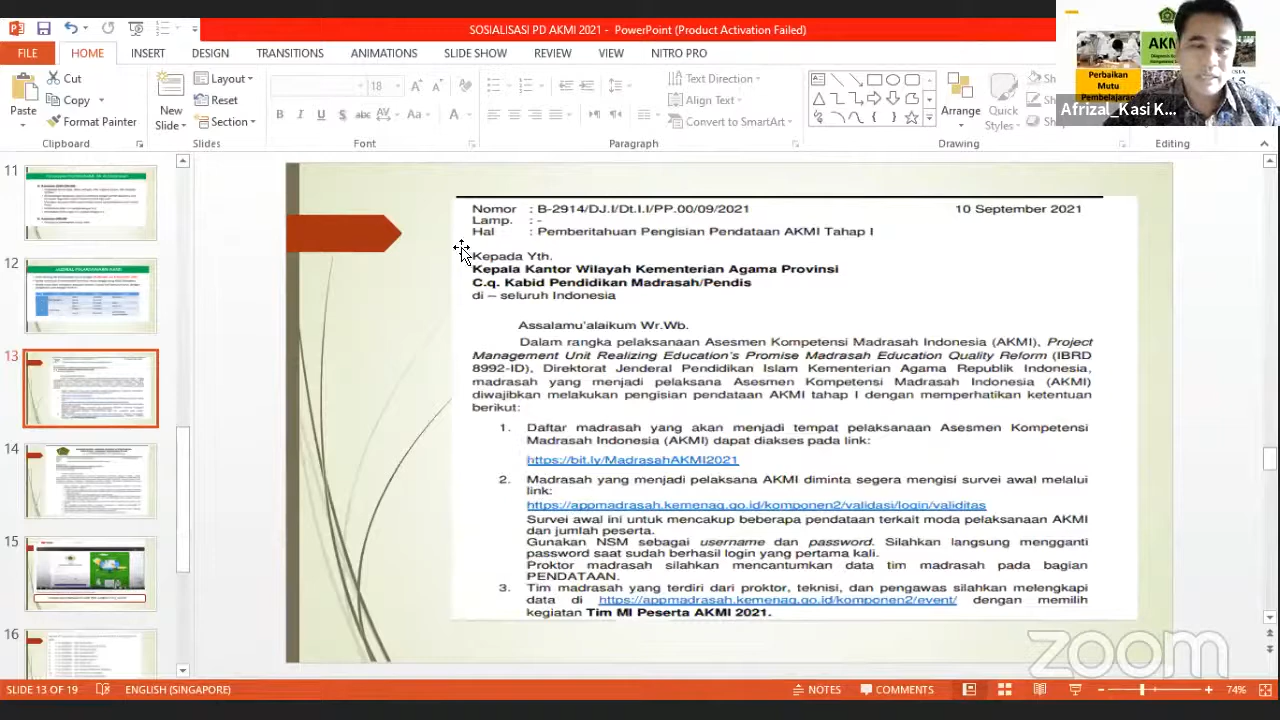 SOSIALISASI PD AKMI 2021 - PowerPoint (Product Activation Failed)
FILE HOME INSERT DESIGN TRANSITIONS ANIMATIONS SLIDE SHOW REVIEW VIEW NITRO PRO
Paste
Cut
Copy
Format Painter
Clipboard
New Slide
Layout
Reset
Section
Slides
18
B I U S abc
Font
Text Direction
Align Text
Convert to SmartArt
Paragraph
Arrange
Quick Styles
Drawing
Editing
Perbaikan
Mutu
Pembelajaran
Afrizal_Kasi K...
11
12
13
14
15
16
Nomor : B-2914/DJ.I/Dt.I.I/PP.00/09/2021 10 September 2021
Lamp. : -
Hal : Pemberitahuan Pengisian Pendataan AKMI Tahap I
Kepada Yth.
Kepala Kantor Wilayah Kementerian Agama Provinsi
C.q. Kabid Pendidikan Madrasah/Pendis
di – seluruh Indonesia
Assalamu'alaikum Wr.Wb.
Dalam rangka pelaksanaan Asesmen Kompetensi Madrasah Indonesia (AKMI), Project
Management Unit Realizing Education's Promise Madrasah Education Quality Reform (IBRD
8992-ID), Direktorat Jenderal Pendidikan Islam Kementerian Agama Republik Indonesia,
madrasah yang menjadi pelaksana Asesmen Kompetensi Madrasah Indonesia (AKMI)
diwajibkan melakukan pengisian pendataan AKMI tahap I dengan memperhatikan ketentuan
berikut:
1. Daftar madrasah yang akan menjadi tempat pelaksanaan Asesmen Kompetensi
Madrasah Indonesia (AKMI) dapat diakses pada link:
https://bit.ly/MadrasahAKMI2021
2. Madrasah yang menjadi pelaksana AKMI diminta segera mengisi survei awal melalui
link:
https://appmadrasah.kemenag.go.id/komponen2/validasi/login/validitas
Survei awal ini untuk mencakup beberapa pendataan terkait moda pelaksanaan AKMI
dan jumlah peserta.
Gunakan NSM sebagai username dan password. Silahkan langsung mengganti
password saat sudah berhasil login yang pertama kali.
Proktor madrasah silahkan mencantumkan data tim madrasah pada bagian
PENDATAAN.
3. Tim madrasah yang terdiri dari proktor, teknisi, dan pengawas silahkan melengkapi
data di https://appmadrasah.kemenag.go.id/komponen2/event/ dengan memilih
kegiatan Tim MI Peserta AKMI 2021.
zoom
SLIDE 13 OF 19 ENGLISH (SINGAPORE) NOTES COMMENTS 74%